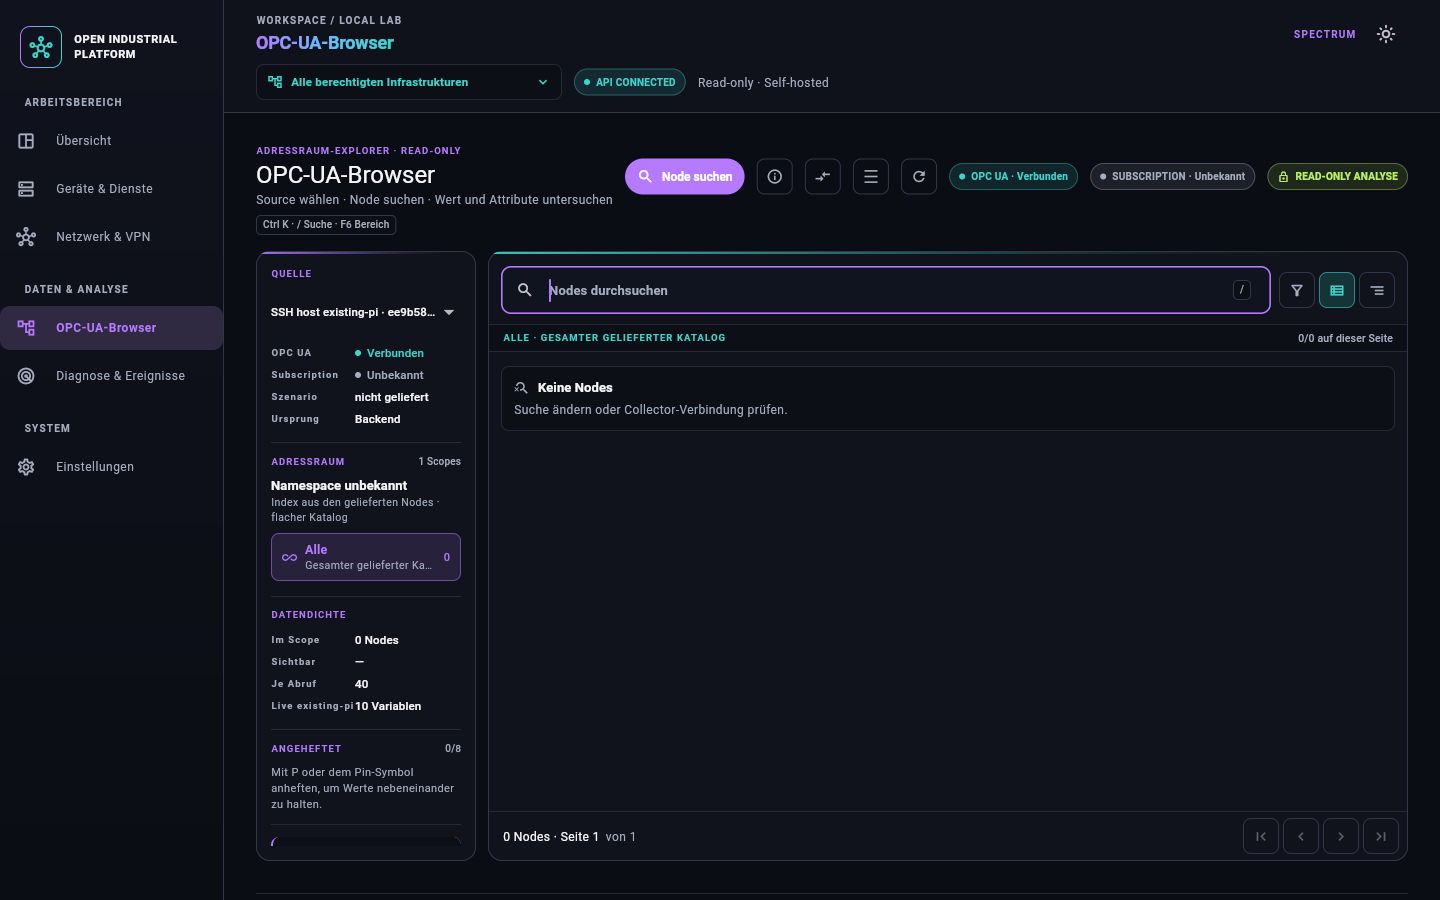 OPEN INDUSTRIAL
PLATFORM
ARBEITSBEREICH
Übersicht
Geräte & Dienste
Netzwerk & VPN
DATEN & ANALYSE
OPC-UA-Browser
Diagnose & Ereignisse
SYSTEM
Einstellungen
WORKSPACE / LOCAL LAB
OPC-UA-Browser
SPECTRUM
Alle berechtigten Infrastrukturen
API CONNECTED
Read-only · Self-hosted
ADRESSRAUM-EXPLORER · READ-ONLY
OPC-UA-Browser
Source wählen · Node suchen · Wert und Attribute untersuchen
Ctrl K · / Suche · F6 Bereich
Node suchen
OPC UA · Verbunden
SUBSCRIPTION · Unbekannt
READ-ONLY ANALYSE
QUELLE
SSH host existing-pi · ee9b58...
OPC UA Verbunden
Subscription Unbekannt
Szenario nicht geliefert
Ursprung Backend
ADRESSRAUM 1 Scopes
Namespace unbekannt
Index aus den gelieferten Nodes ·
flacher Katalog
Alle 0
Gesamter gelieferter Ka...
DATENDICHTE
Im Scope 0 Nodes
Sichtbar —
Je Abruf 40
Live existing-pi 10 Variablen
ANGEHEFTET 0/8
Mit P oder dem Pin-Symbol
anheften, um Werte nebeneinander
zu halten.
Nodes durchsuchen /
ALLE · GESAMTER GELIEFERTER KATALOG 0/0 auf dieser Seite
Keine Nodes
Suche ändern oder Collector-Verbindung prüfen.
0 Nodes · Seite 1 von 1